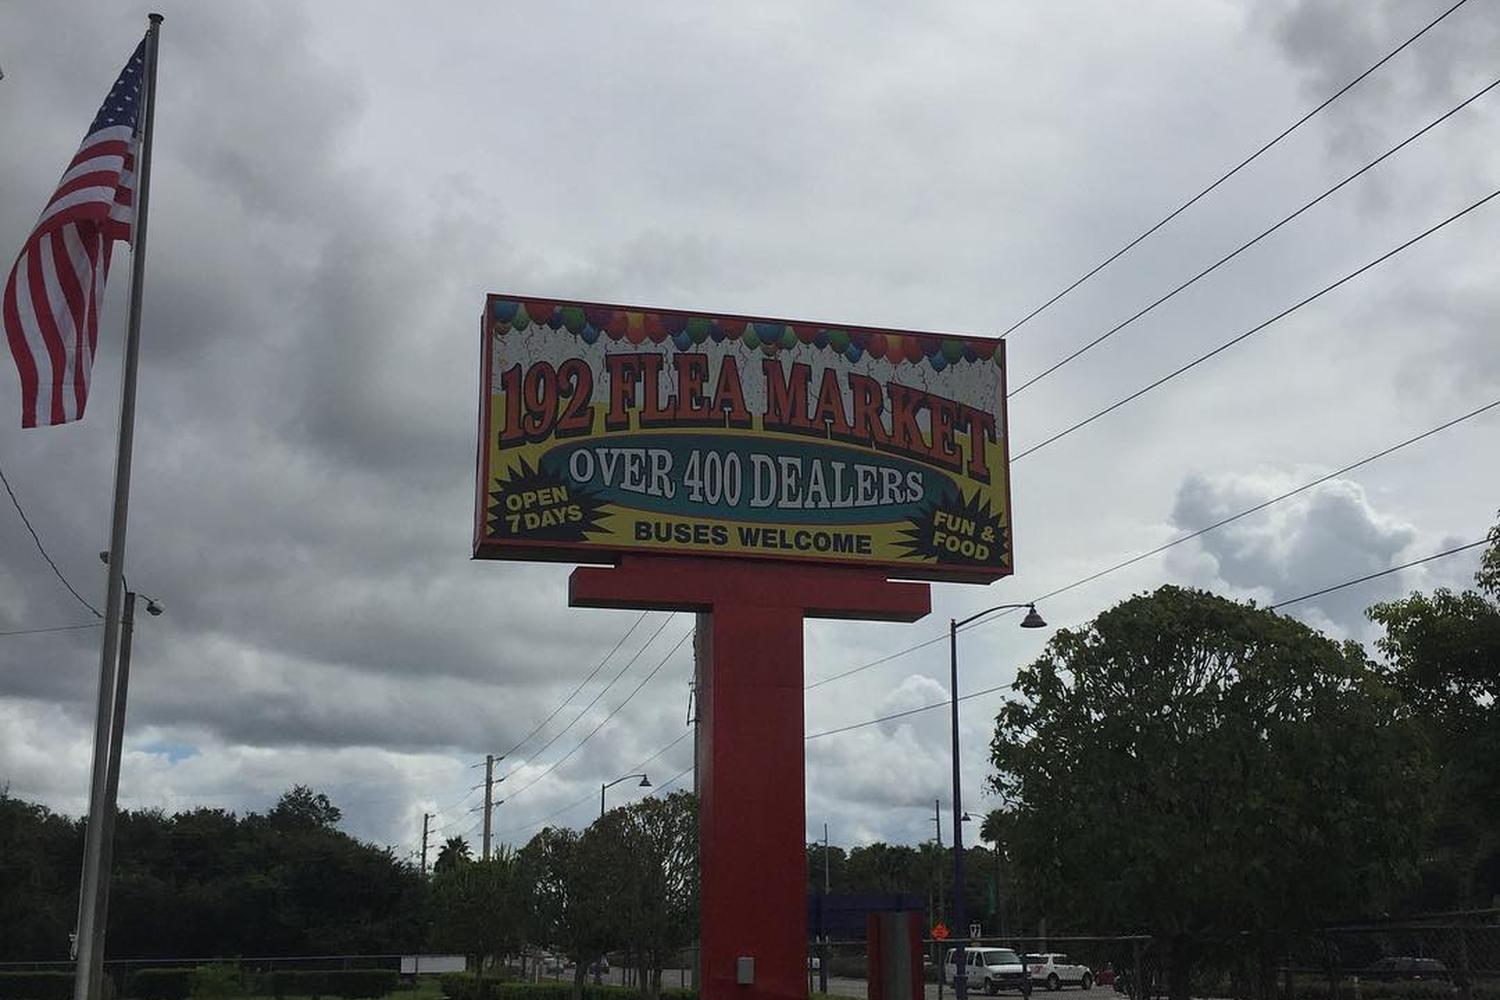 192 FLEA MARKET
OVER 400 DEALERS
OPEN
7 DAYS
BUSES WELCOME
FUN &
FOOD